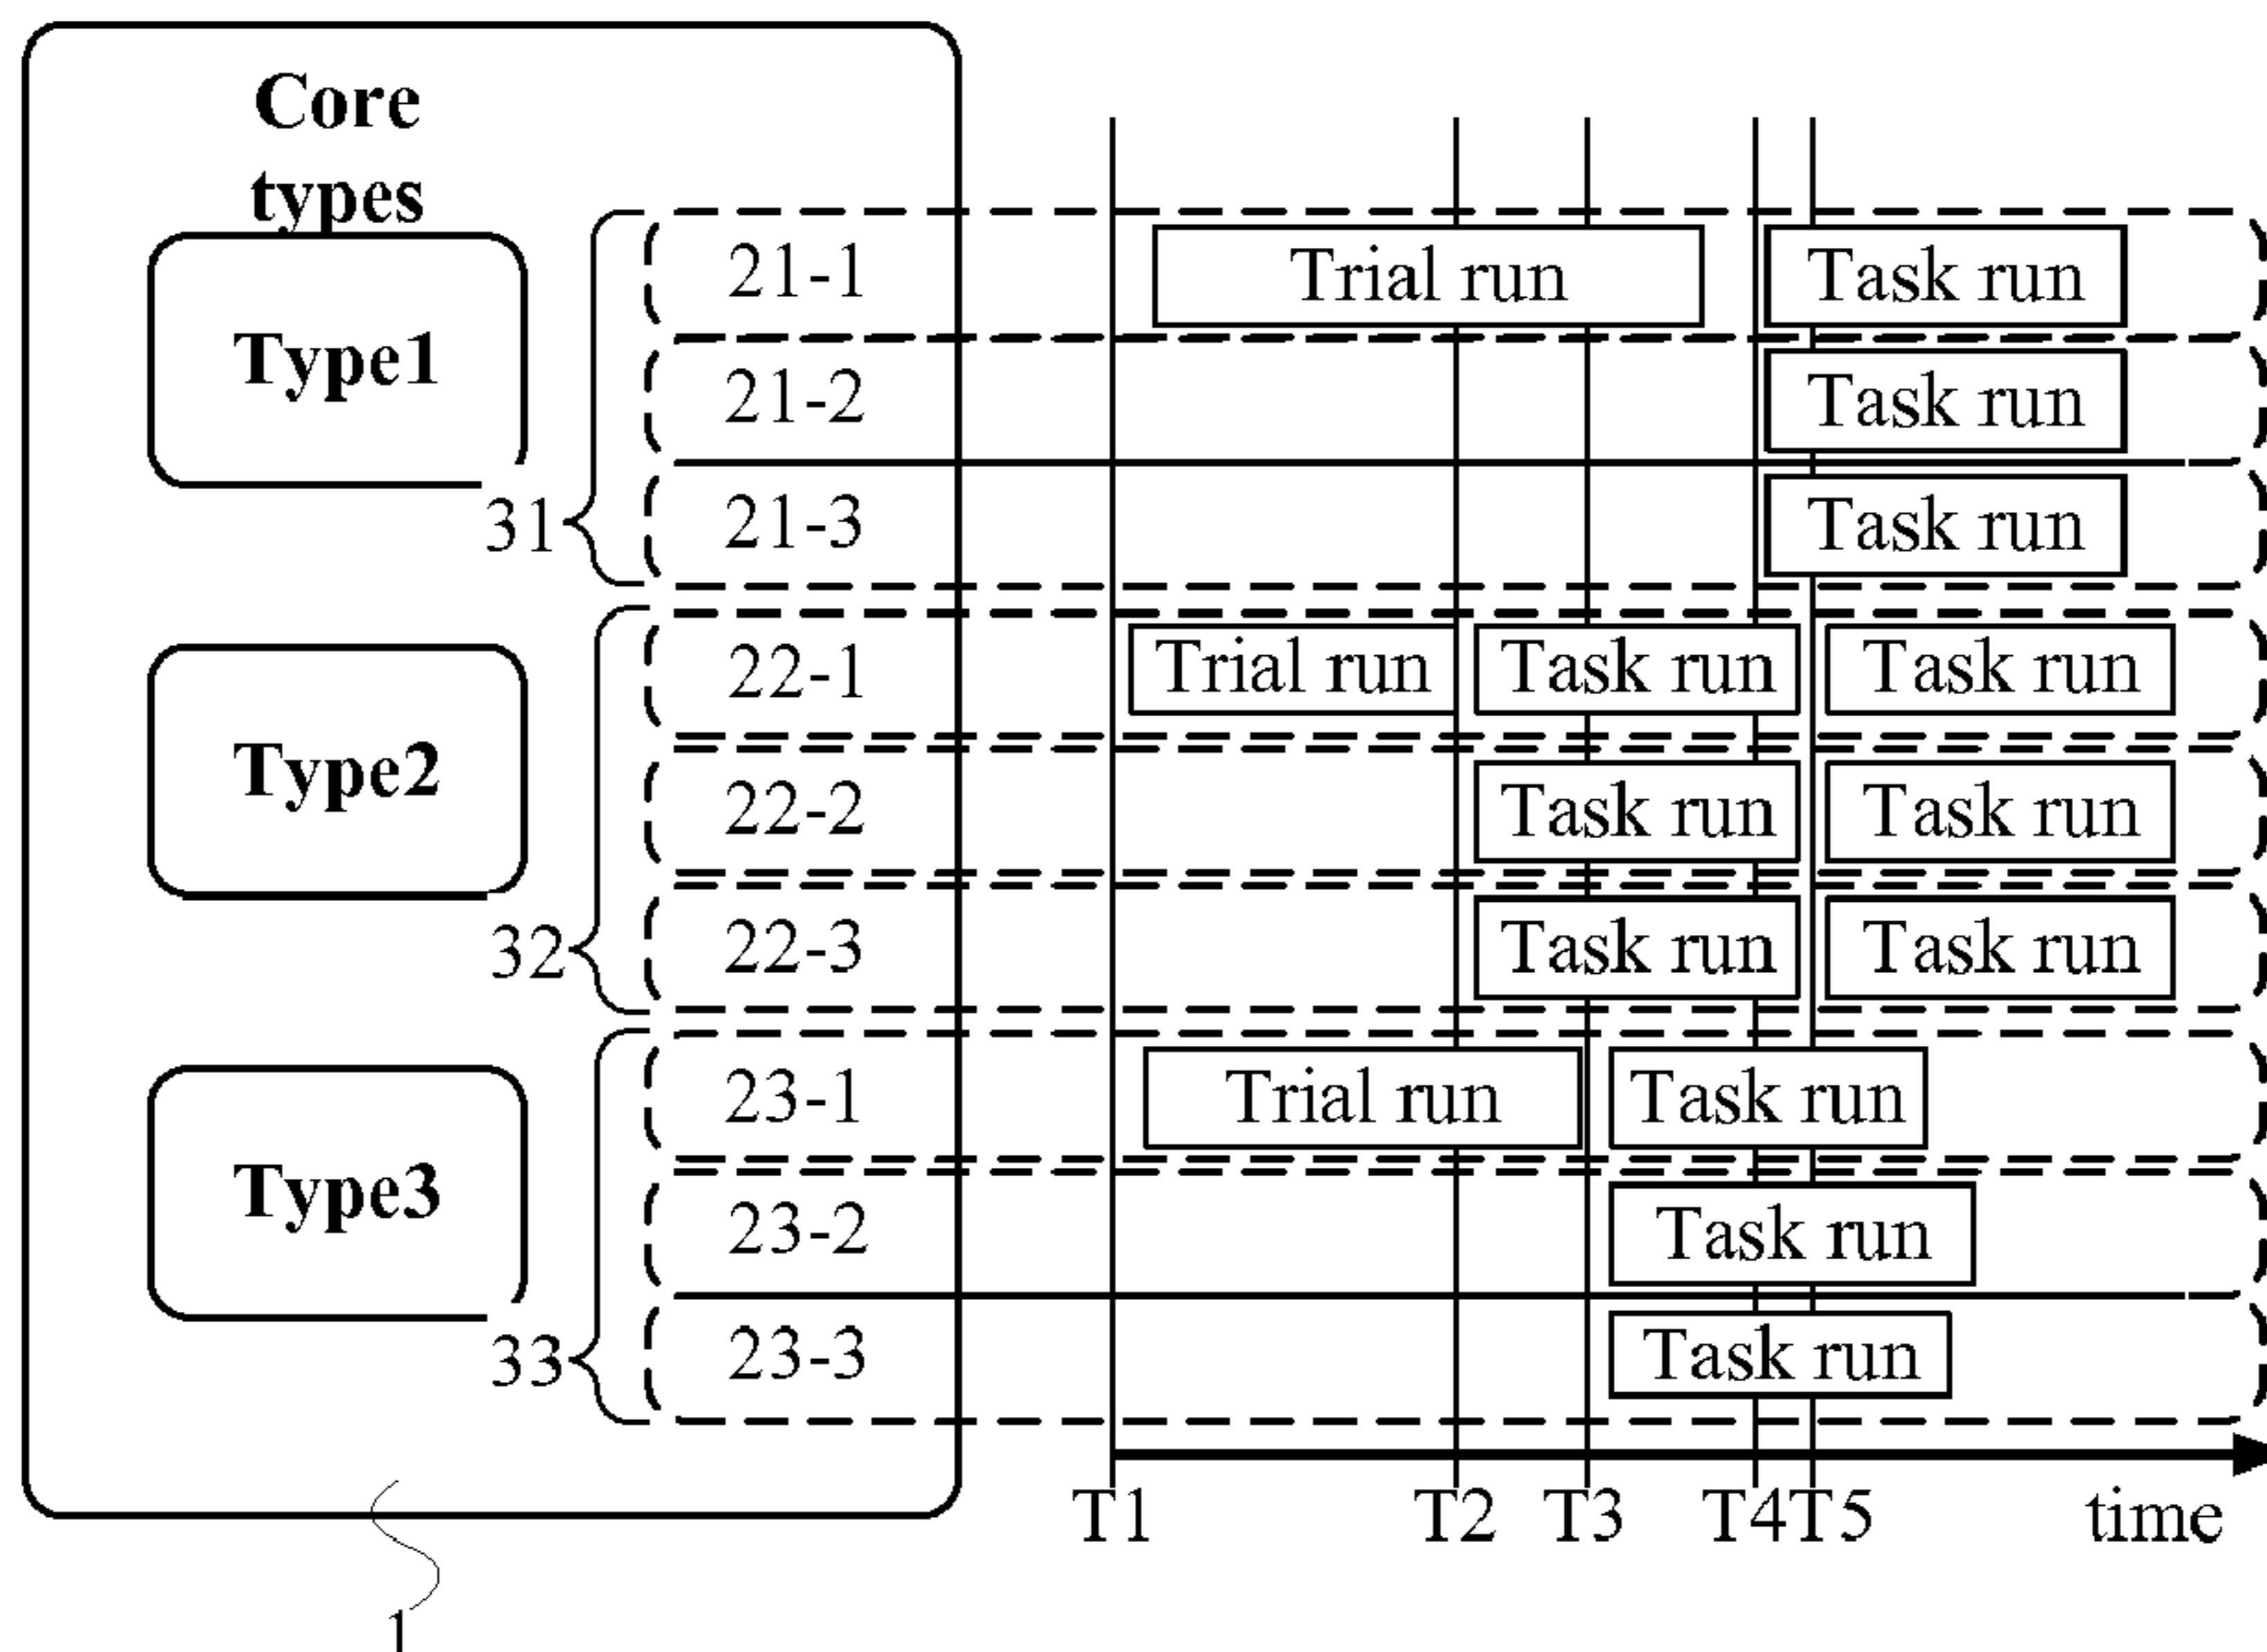 Core
types
Type1
31
21-1 Trial run Task run
21-2 Task run
21-3 Task run
Type2
32
22-1 Trial run Task run Task run
22-2 Task run Task run
22-3 Task run Task run
Type3
33
23-1 Trial run Task run
23-2 Task run
23-3 Task run
T1 T2 T3 T4 T5 time
1